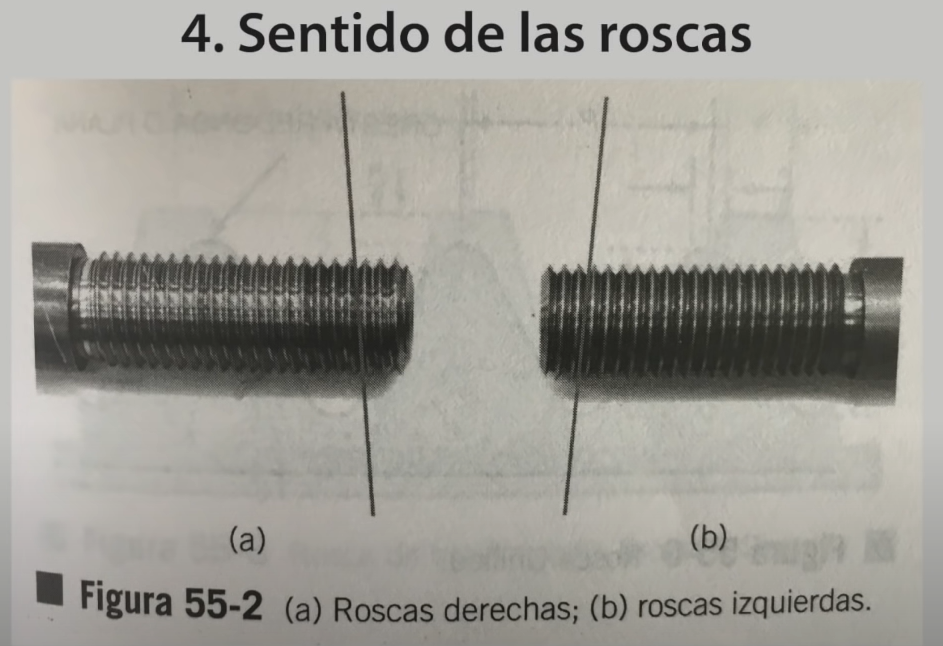 4. Sentido de las roscas
(a) (b)
Figura 55-2 (a) Roscas derechas; (b) roscas izquierdas.